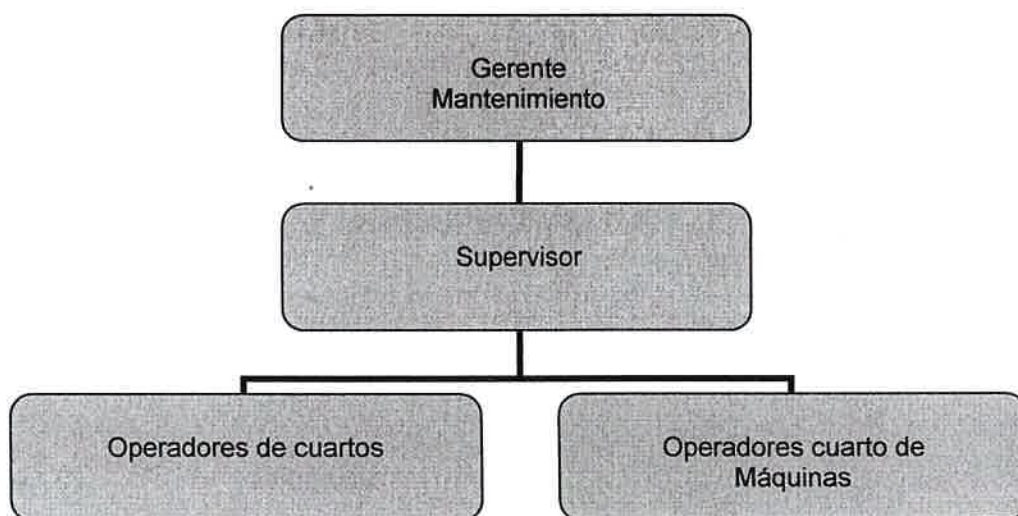 Gerente
Mantenimiento
Supervisor
Operadores de cuartos
Operadores cuarto de
Máquinas